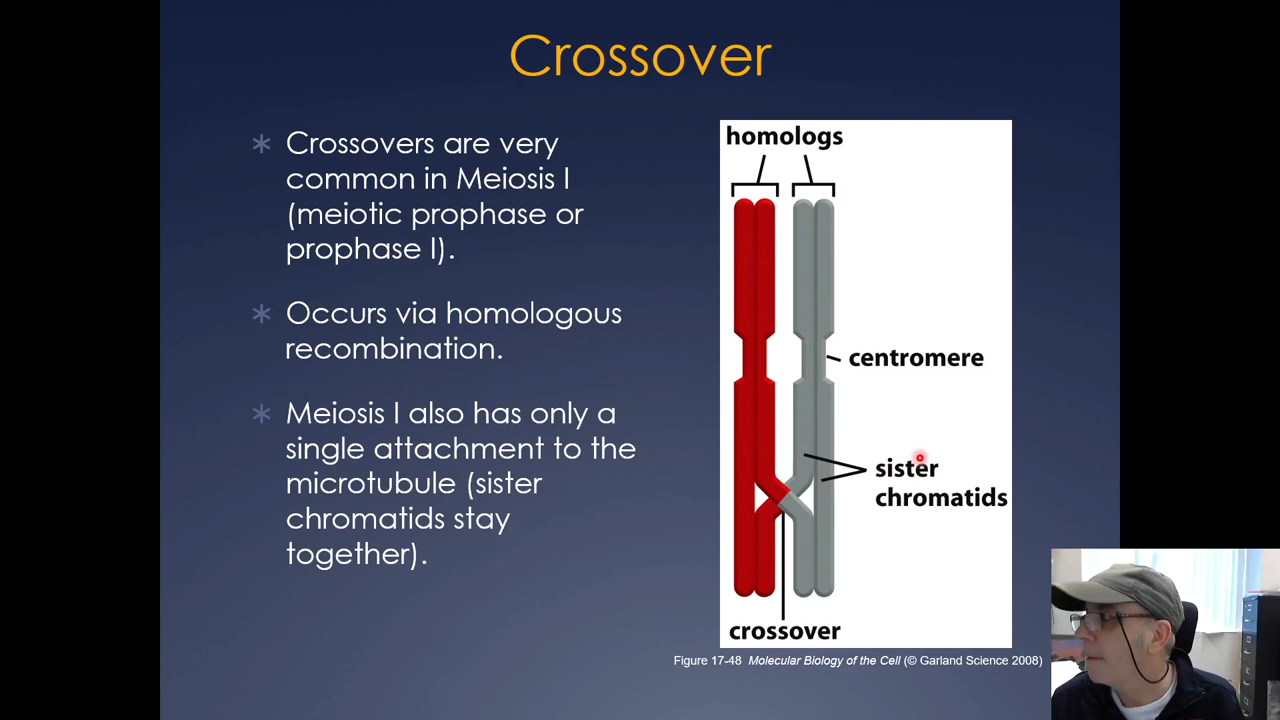 Crossover
* Crossovers are very
common in Meiosis I
(meiotic prophase or
prophase I).
* Occurs via homologous
recombination.
* Meiosis I also has only a
single attachment to the
microtubule (sister
chromatids stay
together).
homologs
centromere
sister
chromatids
crossover
Figure 17-48 Molecular Biology of the Cell (© Garland Science 2008)